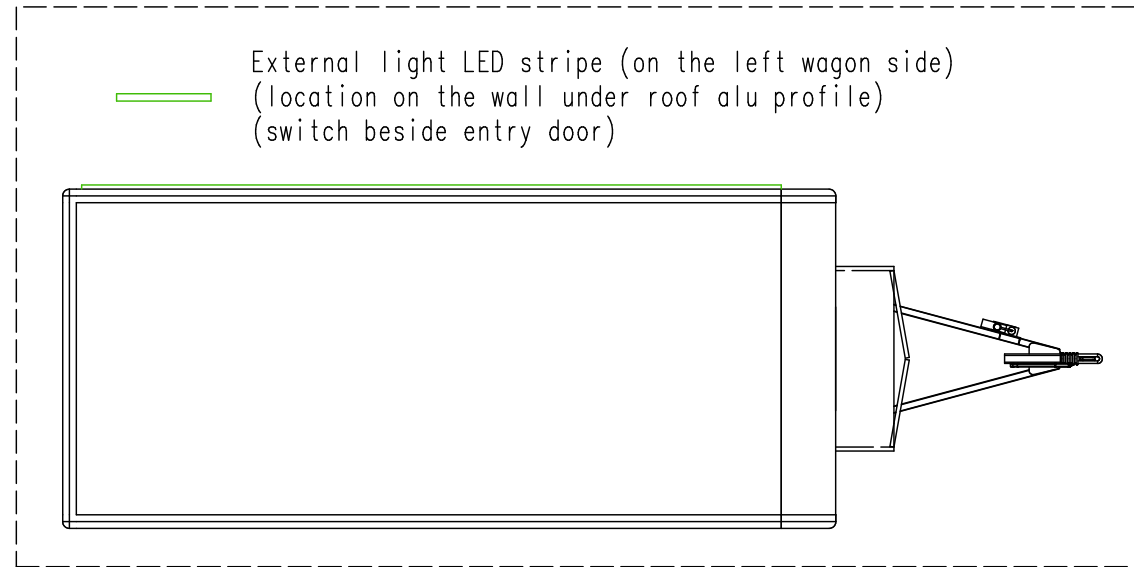 External light LED stripe (on the left wagon side)
(location on the wall under roof alu profile)
(switch beside entry door)